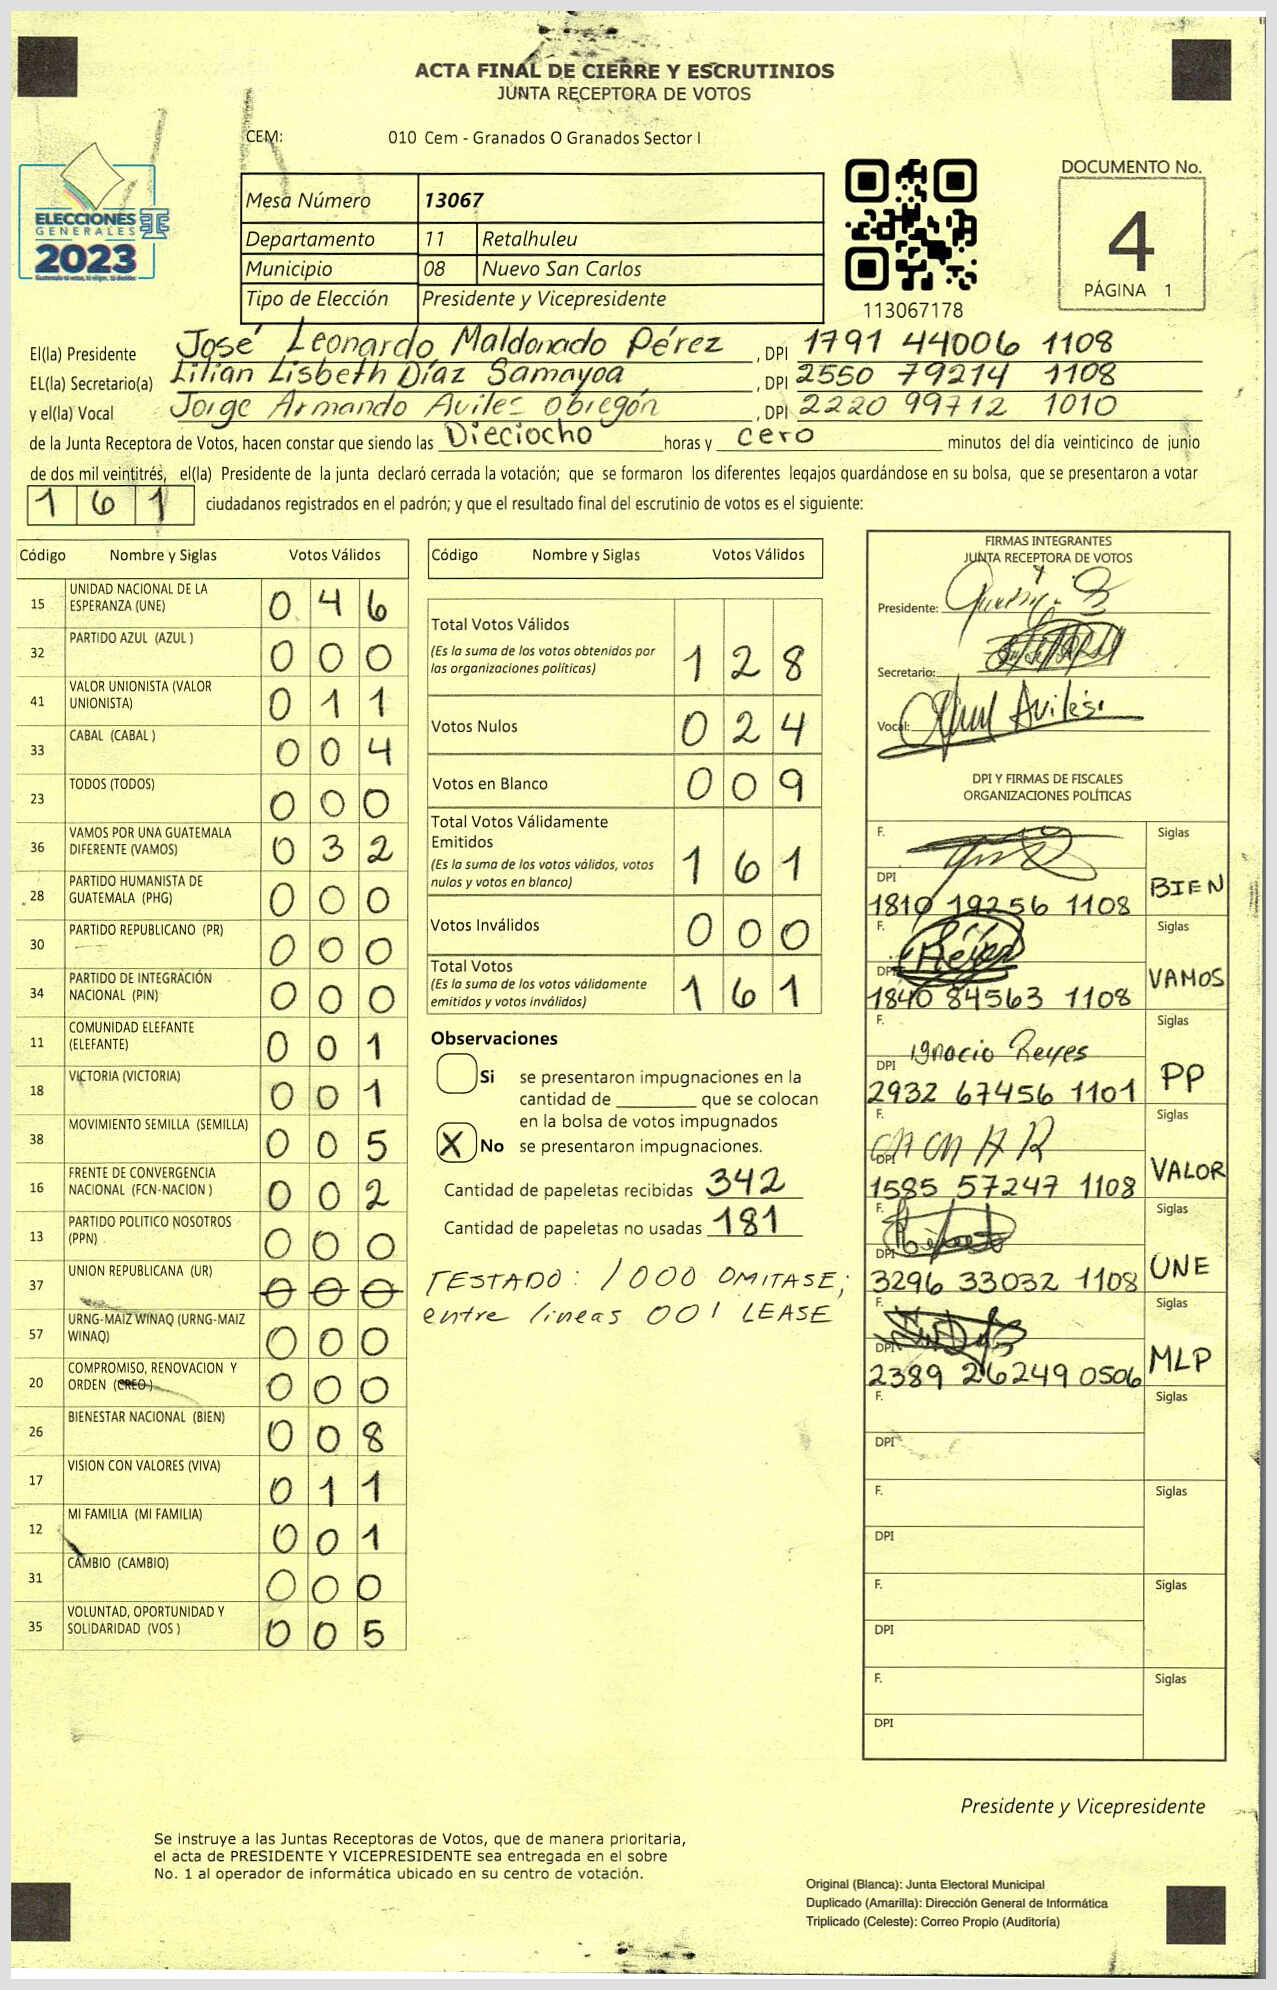 ACTA FINAL DE CIERRE Y ESCRUTINIOS
JUNTA RECEPTORA DE VOTOS
CEM: 010 Cem - Granados O Granados Sector I
ELECCIONES
GENERALES
2023
Mesa Número 13067
Departamento 11 Retalhuleu
Municipio 08 Nuevo San Carlos
Tipo de Elección Presidente y Vicepresidente
113067178
DOCUMENTO No.
4
PÁGINA 1
El(la) Presidente José Leonardo Maldonado Pérez, DPI 1791 44006 1108
EL(la) Secretario(a) Lilian Lisbeth Díaz Samayoa, DPI 2550 79214 1108
y el(la) Vocal Jorge Armando Aviles Obregón, DPI 2220 99712 1010
de la Junta Receptora de Votos, hacen constar que siendo las Dieciocho horas y cero minutos del día veinticinco de junio
de dos mil veintitrés, el(la) Presidente de la junta declaró cerrada la votación; que se formaron los diferentes legajos quardándose en su bolsa, que se presentaron a votar
161 ciudadanos registrados en el padrón; y que el resultado final del escrutinio de votos es el siguiente:
Código Nombre y Siglas Votos Válidos
15 UNIDAD NACIONAL DE LA ESPERANZA (UNE) 0 4 6
32 PARTIDO AZUL (AZUL ) 0 0 0
41 VALOR UNIONISTA (VALOR UNIONISTA) 0 1 1
33 CABAL (CABAL ) 0 0 4
23 TODOS (TODOS) 0 0 0
36 VAMOS POR UNA GUATEMALA DIFERENTE (VAMOS) 0 3 2
28 PARTIDO HUMANISTA DE GUATEMALA (PHG) 0 0 0
30 PARTIDO REPUBLICANO (PR) 0 0 0
34 PARTIDO DE INTEGRACIÓN NACIONAL (PIN) 0 0 0
11 COMUNIDAD ELEFANTE (ELEFANTE) 0 0 1
18 VICTORIA (VICTORIA) 0 0 1
38 MOVIMIENTO SEMILLA (SEMILLA) 0 0 5
16 FRENTE DE CONVERGENCIA NACIONAL (FCN-NACION ) 0 0 2
13 PARTIDO POLITICO NOSOTROS (PPN) 0 0 0
37 UNION REPUBLICANA (UR) 0 0 0
57 URNG-MAIZ WINAQ (URNG-MAIZ WINAQ) 0 0 0
20 COMPROMISO, RENOVACION Y ORDEN (CREO ) 0 0 0
26 BIENESTAR NACIONAL (BIEN) 0 0 8
17 VISION CON VALORES (VIVA) 0 1 1
12 MI FAMILIA (MI FAMILIA) 0 0 1
31 CAMBIO (CAMBIO) 0 0 0
35 VOLUNTAD, OPORTUNIDAD Y SOLIDARIDAD (VOS ) 0 0 5
Código Nombre y Siglas Votos Válidos
Total Votos Válidos
(Es la suma de los votos obtenidos por
las organizaciones políticas) 1 2 8
Votos Nulos 0 2 4
Votos en Blanco 0 0 9
Total Votos Válidamente
Emitidos
(Es la suma de los votos válidos, votos
nulos y votos en blanco) 1 6 1
Votos Inválidos 0 0 0
Total Votos
(Es la suma de los votos válidamente
emitidos y votos inválidos) 1 6 1
Observaciones
Si se presentaron impugnaciones en la
cantidad de ________ que se colocan
en la bolsa de votos impugnados
X No se presentaron impugnaciones.
Cantidad de papeletas recibidas 342
Cantidad de papeletas no usadas 181
TESTADO: 1000 OMITASE;
entre lineas 001 LEASE
FIRMAS INTEGRANTES
JUNTA RECEPTORA DE VOTOS
Presidente:
Secretario:
Vocal: Aviles
DPI Y FIRMAS DE FISCALES
ORGANIZACIONES POLÍTICAS
F. Siglas
DPI 1810 19256 1108 BIEN
F. Reyes Siglas
DPI 1840 84563 1108 VAMOS
F. Ignacio Reyes Siglas
DPI 2932 67456 1101 PP
F. Siglas
DPI 1585 57247 1108 VALOR
F. Siglas
DPI 3296 33032 1108 UNE
F. Siglas
DPI 2389 26249 0506 MLP
F. Siglas
DPI
F. Siglas
DPI
F. Siglas
DPI
F. Siglas
DPI
Presidente y Vicepresidente
Se instruye a las Juntas Receptoras de Votos, que de manera prioritaria,
el acta de PRESIDENTE Y VICEPRESIDENTE sea entregada en el sobre
No. 1 al operador de informática ubicado en su centro de votación.
Original (Blanca): Junta Electoral Municipal
Duplicado (Amarilla): Dirección General de Informática
Triplicado (Celeste): Correo Propio (Auditoría)